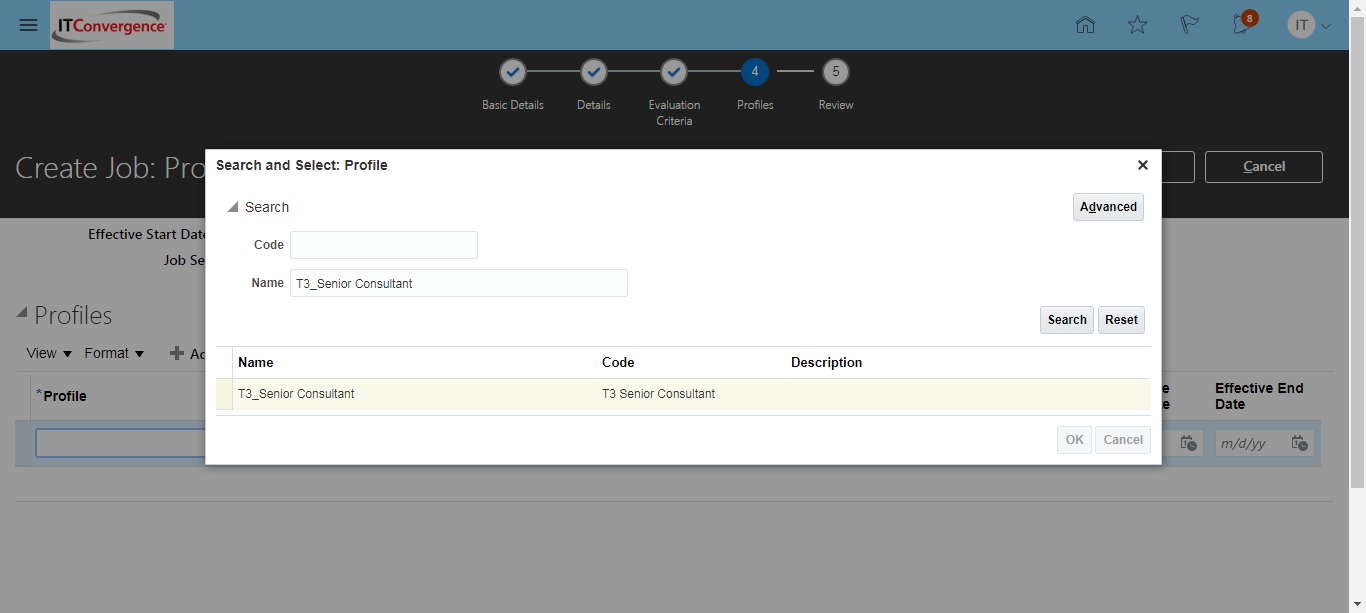 ITConvergence
8
IT
4
5
Basic Details
Details
Evaluation
Criteria
Profiles
Review
Create Job: Pro
Cancel
Search and Select: Profile
Search
Advanced
Effective Start Date
Code
Job Se
Name
T3_Senior Consultant
Profiles
Search
Reset
View
Format
Name
Code
Description
*Profile
T3_Senior Consultant
T3 Senior Consultant
Effective End
Date
OK
Cancel
m/d/yy